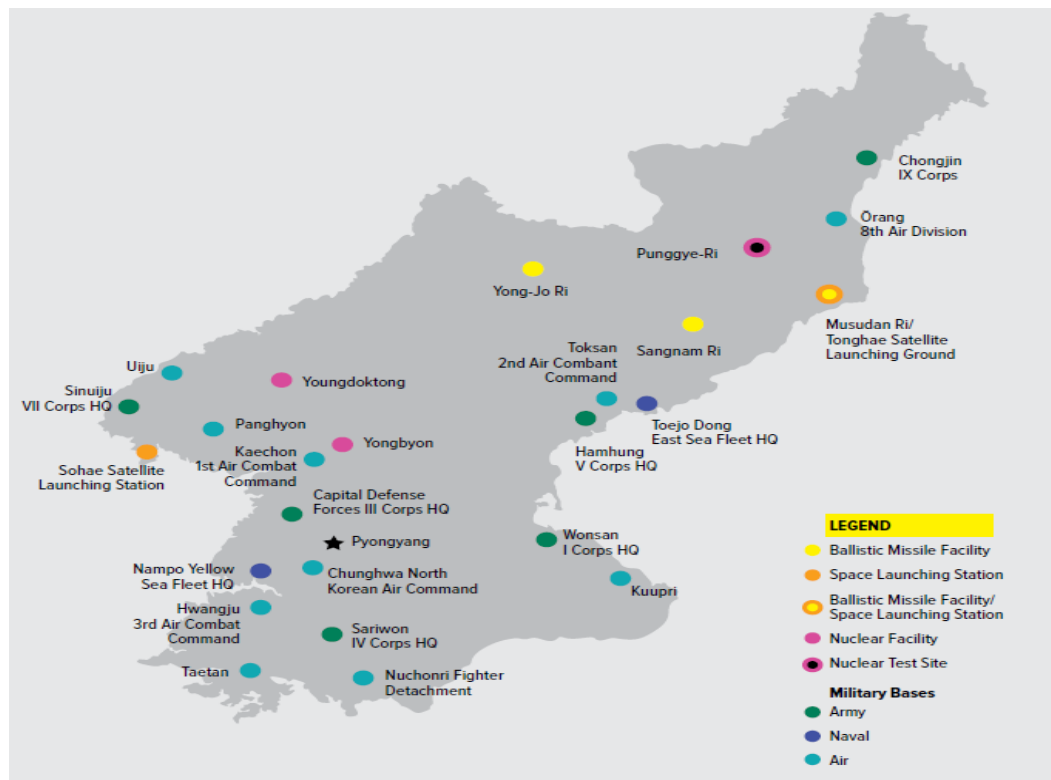 Chongjin
IX Corps
Ŏrang
8th Air Division
Punggye-Ri
Yong-Jo Ri
Musudan Ri/
Tonghae Satellite
Launching Ground
Sangnam Ri
Toksan
2nd Air Combant
Command
Uiju
Youngdoktong
Sinuiju
VII Corps HQ
Toejo Dong
East Sea Fleet HQ
Panghyon
Hamhung
V Corps HQ
Yongbyon
Kaechon
1st Air Combat
Command
Sohae Satellite
Launching Station
Capital Defense
Forces III Corps HQ
Pyongyang
Wonsan
I Corps HQ
Nampo Yellow
Sea Fleet HQ
Chunghwa North
Korean Air Command
Kuupri
Hwangju
3rd Air Combat
Command
Sariwon
IV Corps HQ
Taetan
Nuchonri Fighter
Detachment
LEGEND
Ballistic Missile Facility
Space Launching Station
Ballistic Missile Facility/
Space Launching Station
Nuclear Facility
Nuclear Test Site
Military Bases
Army
Naval
Air